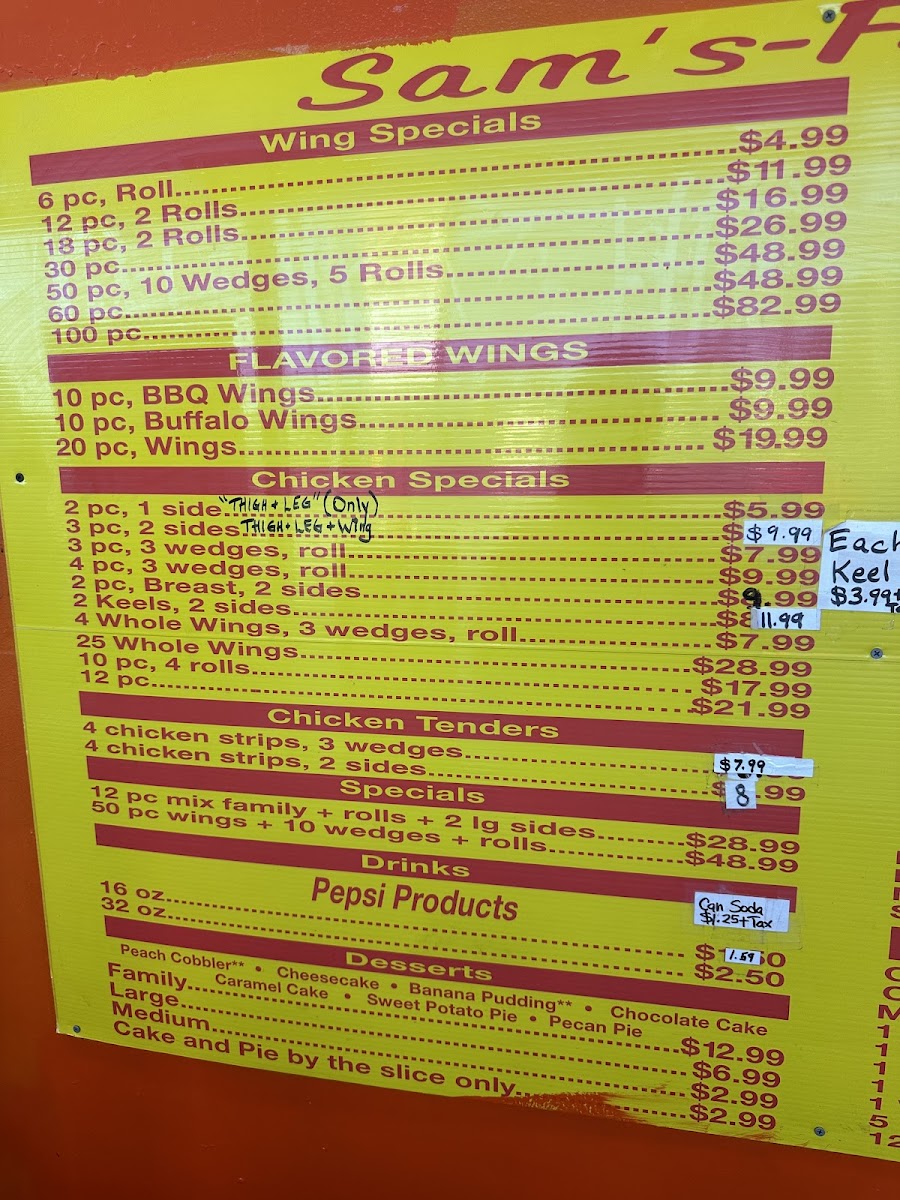 Sam's-F
Wing Specials
6 pc, Roll...$4.99
12 pc, 2 Rolls...$11.99
18 pc, 2 Rolls...$16.99
30 pc...$26.99
50 pc, 10 Wedges, 5 Rolls...$48.99
60 pc...$48.99
100 pc...$82.99
FLAVORED WINGS
10 pc, BBQ Wings...$9.99
10 pc, Buffalo Wings...$9.99
20 pc, Wings...$19.99
Chicken Specials
2 pc, 1 side "THIGH + LEG" (Only)...$5.99
3 pc, 2 sides THIGH + LEG + Wing...$ $9.99
3 pc, 3 wedges, roll...$7.99
4 pc, 3 wedges, roll...$9.99
2 pc, Breast, 2 sides...$9.99
2 Keels, 2 sides...$8 11.99
4 Whole Wings, 3 wedges, roll...$7.99
25 Whole Wings...$28.99
10 pc, 4 rolls...$17.99
12 pc...$21.99
Each
Keel
$3.99+
Chicken Tenders
4 chicken strips, 3 wedges...$7.99
4 chicken strips, 2 sides...$8.99
Specials
12 pc mix family + rolls + 2 lg sides...$28.99
50 pc wings + 10 wedges + rolls...$48.99
Drinks
Pepsi Products
Can Soda
$1.25+Tax
16 oz...$1.59
32 oz...$2.50
Desserts
Peach Cobbler** • Cheesecake • Banana Pudding** • Chocolate Cake
Caramel Cake • Sweet Potato Pie • Pecan Pie
Family...$12.99
Large...$6.99
Medium...$2.99
Cake and Pie by the slice only...$2.99